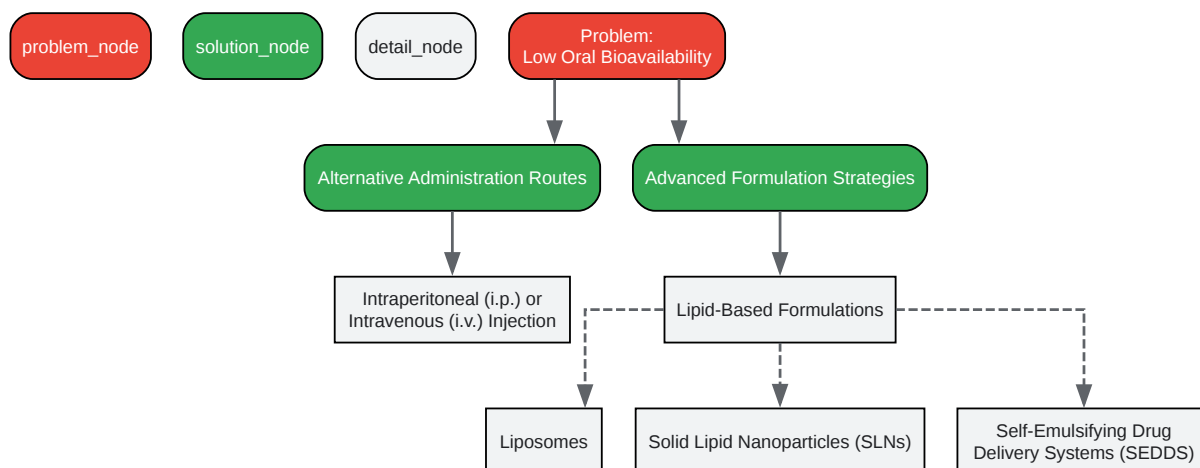 problem_node
solution_node
detail_node
Problem:
Low Oral Bioavailability
Alternative Administration Routes
Advanced Formulation Strategies
Intraperitoneal (i.p.) or
Intravenous (i.v.) Injection
Lipid-Based Formulations
Liposomes
Solid Lipid Nanoparticles (SLNs)
Self-Emulsifying Drug
Delivery Systems (SEDDS)